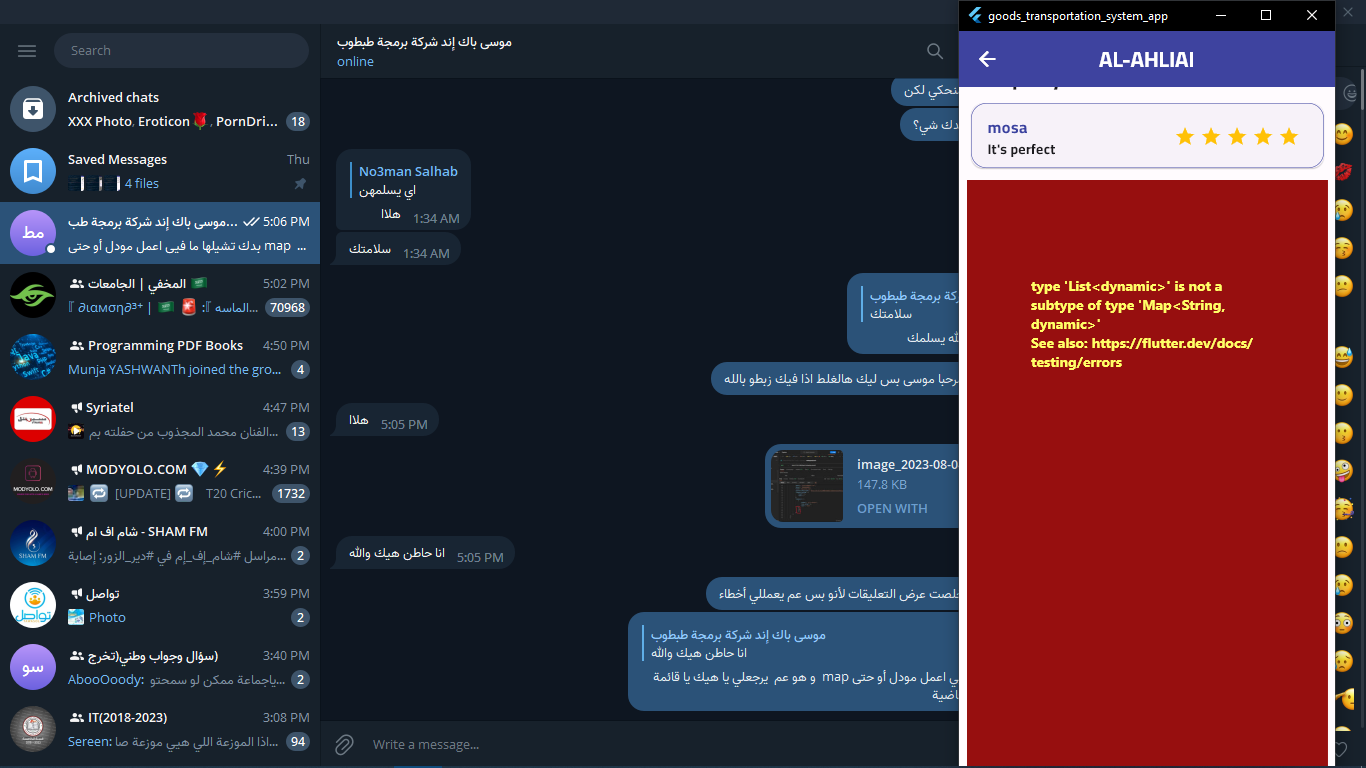 Search
Archived chats
XXX Photo, Eroticon🌹, PornDri...
18
Saved Messages
Thu
4 files
مط
موسى باك إند شركة برمجة طب...
5:06 PM
بدك تشيلها ما فيي اعمل مودل أو حتى map ...
المخفي | الجامعات 🇸🇦
5:02 PM
70968
Programming PDF Books
4:50 PM
Munja YASHWANTh joined the gro...
4
Syriatel
4:47 PM
الفنان محمد المجذوب من حفلته بم...
13
MODYOLO.COM 💎⚡
4:39 PM
[UPDATE] 🔁 T20 Cric...
1732
شام اف ام - SHAM FM
4:00 PM
مراسل #شام_إف_إم في #دير_الزور: إصابة...
2
تواصل
3:59 PM
Photo
2
سو
سؤال وجواب وطني(تخرج)
3:40 PM
AbooOoody: ياجماعة ممكن لو سمحتو...
2
IT(2018-2023)
3:08 PM
Sereen: اذا الموزعة اللي هيي موزعة صا...
94
موسى باك إند شركة برمجة طبطوب
online
نحكي لكن
دك شي؟
No3man Salhab
اي يسلمهن
هلاا
1:34 AM
سلامتك
1:34 AM
كة برمجة طبطوب
سلامتك
لله يسلمك
رحبا موسى بس ليك هالغلط اذا فيك زبطو بالله
هلاا
5:05 PM
image_2023-08-0
147.8 KB
OPEN WITH
انا حاطن هيك والله
5:05 PM
خلصت عرض التعليقات لأنو بس عم يعمللي أخطاء
موسى باك إند شركة برمجة طبطوب
انا حاطن هيك والله
ي اعمل مودل أو حتى map و هو عم يرجعلي يا هيك يا قائمة
اضية
Write a message...
goods_transportation_system_app
AL-AHLIAI
mosa
It's perfect
type 'List<dynamic>' is not a
subtype of type 'Map<String,
dynamic>'
See also: https://flutter.dev/docs/
testing/errors